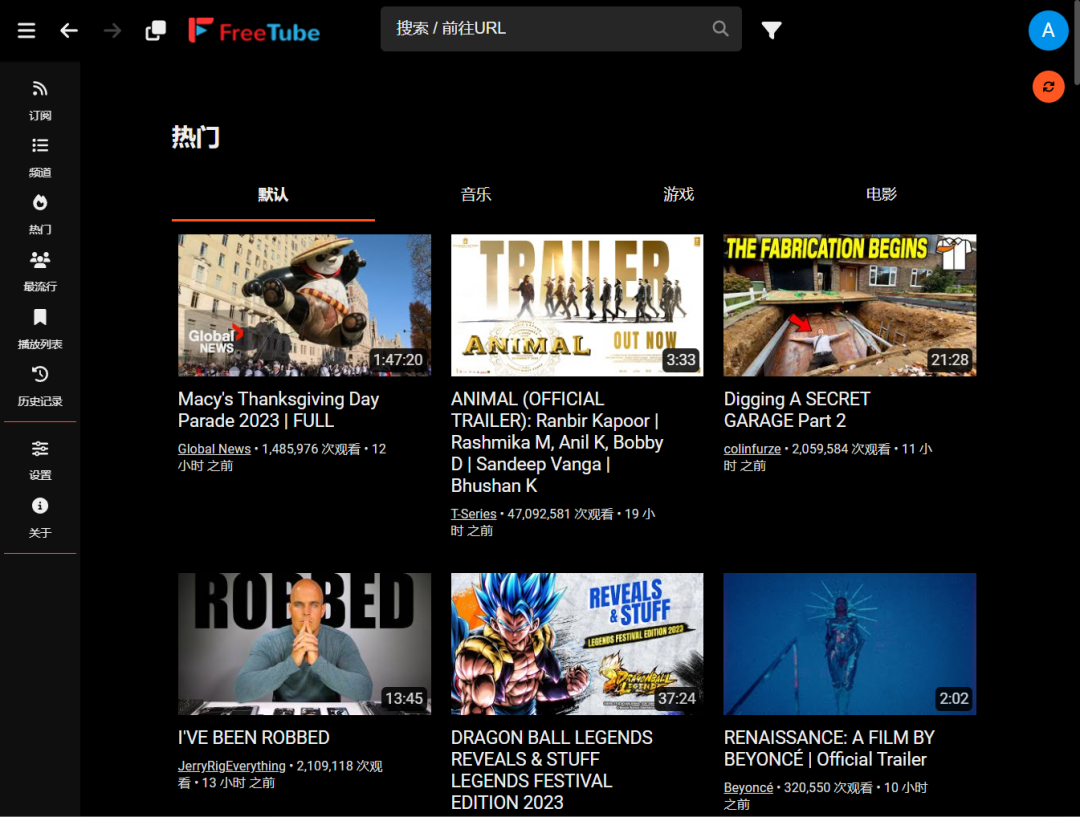 FreeTube
搜索 / 前往URL
A
订阅
频道
热门
最流行
播放列表
历史记录
设置
关于
热门
默认
音乐
游戏
电影
Global
NEWS
1:47:20
Macy's Thanksgiving Day
Parade 2023 | FULL
Global News • 1,485,976 次观看 • 12
小时 之前
TRAILER
ANIMAL
OUT NOW
3:33
ANIMAL (OFFICIAL
TRAILER): Ranbir Kapoor |
Rashmika M, Anil K, Bobby
D | Sandeep Vanga |
Bhushan K
T-Series • 47,092,581 次观看 • 19 小
时 之前
THE FABRICATION BEGINS
21:28
Digging A SECRET
GARAGE Part 2
colinfurze • 2,059,584 次观看 • 11 小
时 之前
ROBBED
13:45
I'VE BEEN ROBBED
JerryRigEverything • 2,109,118 次观
看 • 13 小时 之前
REVEALS
& STUFF
LEGENDS FESTIVAL EDITION 2023
DRAGONBALL
LEGENDS
37:24
DRAGON BALL LEGENDS
REVEALS & STUFF
LEGENDS FESTIVAL
EDITION 2023
2:02
RENAISSANCE: A FILM BY
BEYONCÉ | Official Trailer
Beyoncé • 320,550 次观看 • 10 小时
之前